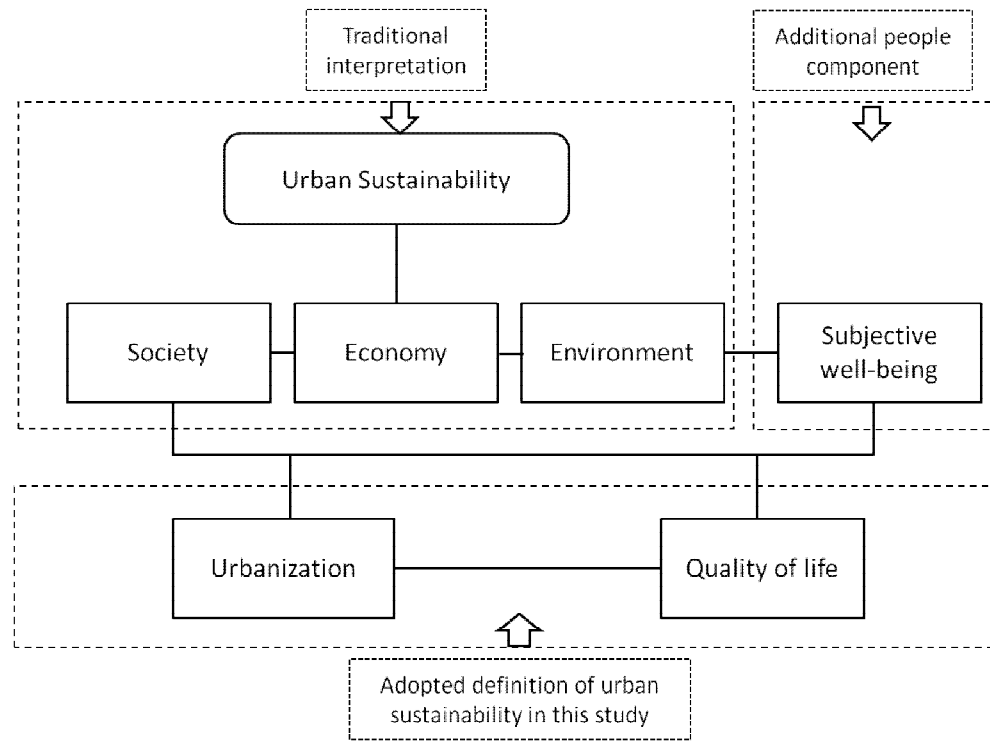 Traditional
interpretation
Additional people
component
Urban Sustainability
Society
Economy
Environment
Subjective
well-being
Urbanization
Quality of life
Adopted definition of urban
sustainability in this study